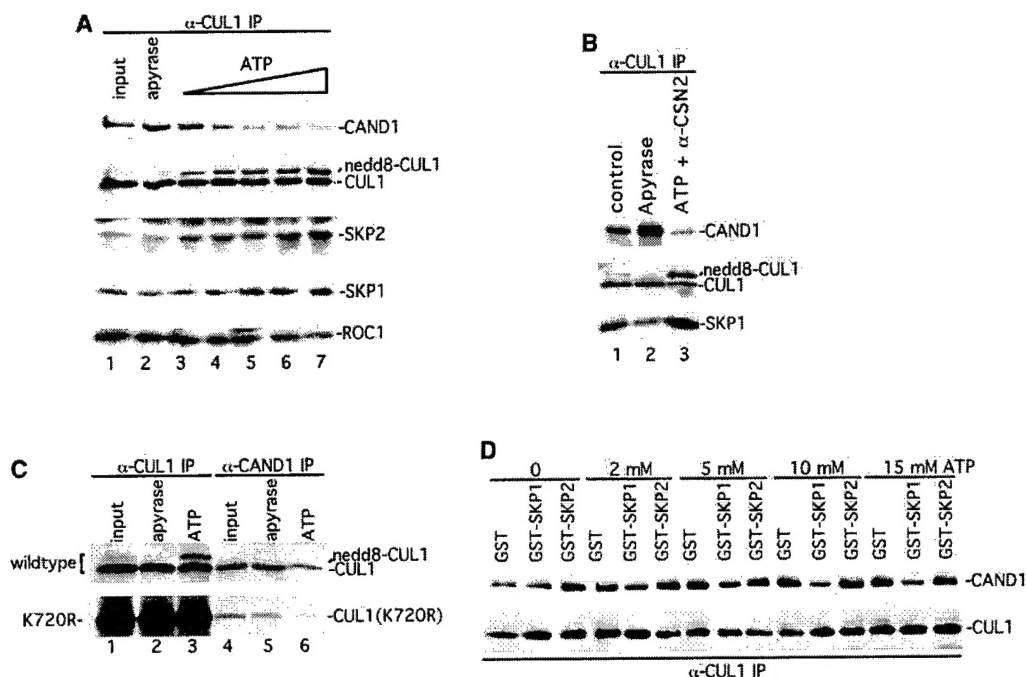 A
α-CUL1 IP
input
apyrase
ATP
-CAND1
nedd8-CUL1
CUL1
-SKP2
-SKP1
-ROC1
1 2 3 4 5 6 7
B
α-CUL1 IP
control
Apyrase
ATP + α-CSN2
-CAND1
nedd8-CUL1
-CUL1
-SKP1
1 2 3
C
α-CUL1 IP α-CAND1 IP
input apyrase ATP input apyrase ATP
wildtype[
nedd8-CUL1
-CUL1
K720R-
-CUL1(K720R)
1 2 3 4 5 6
D
0 2 mM 5 mM 10 mM 15 mM ATP
GST GST-SKP1 GST-SKP2 GST GST-SKP1 GST-SKP2 GST GST-SKP1 GST-SKP2 GST GST-SKP1 GST-SKP2 GST GST-SKP1 GST-SKP2
-CAND1
-CUL1
α-CUL1 IP